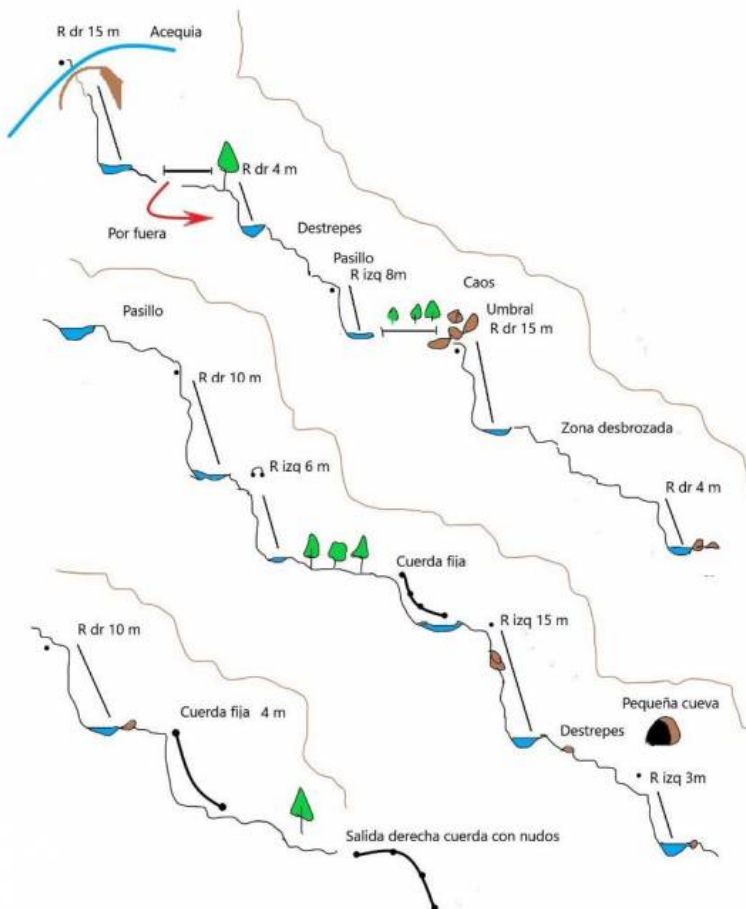 R dr 15 m
Acequia
R dr 4 m
Por fuera
Destrepes
Pasillo
R izq 8m
Caos
Umbral
R dr 15 m
Zona desbrozada
R dr 4 m
Pasillo
R dr 10 m
R izq 6 m
Cuerda fija
R izq 15 m
Pequeña cueva
Destrepes
R izq 3m
R dr 10 m
Cuerda fija 4 m
Salida derecha cuerda con nudos